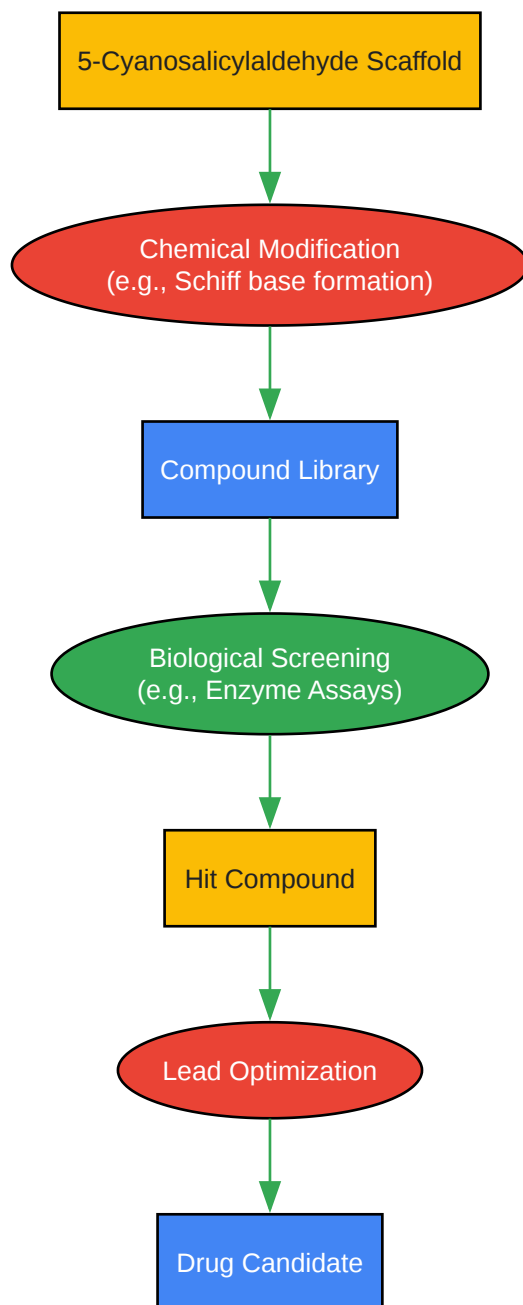 5-Cyanosalicylaldehyde Scaffold
Chemical Modification
(e.g., Schiff base formation)
Compound Library
Biological Screening
(e.g., Enzyme Assays)
Hit Compound
Lead Optimization
Drug Candidate